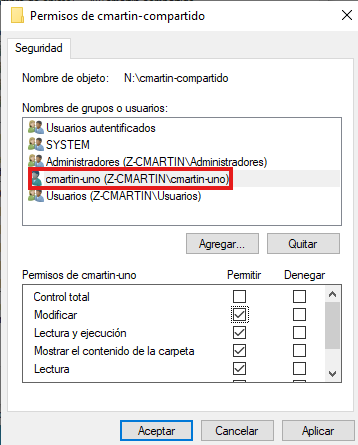 Permisos de cmartin-compartido
Seguridad
Nombre de objeto: N:\cmartin-compartido
Nombres de grupos o usuarios:
Usuarios autentificados
SYSTEM
Administradores (Z-CMARTIN\Administradores)
cmartin-uno (Z-CMARTIN\cmartin-uno)
Usuarios (Z-CMARTIN\Usuarios)
Agregar... Quitar
Permisos de cmartin-uno Permitir Denegar
Control total
Modificar
Lectura y ejecución
Mostrar el contenido de la carpeta
Lectura
Aceptar Cancelar Aplicar